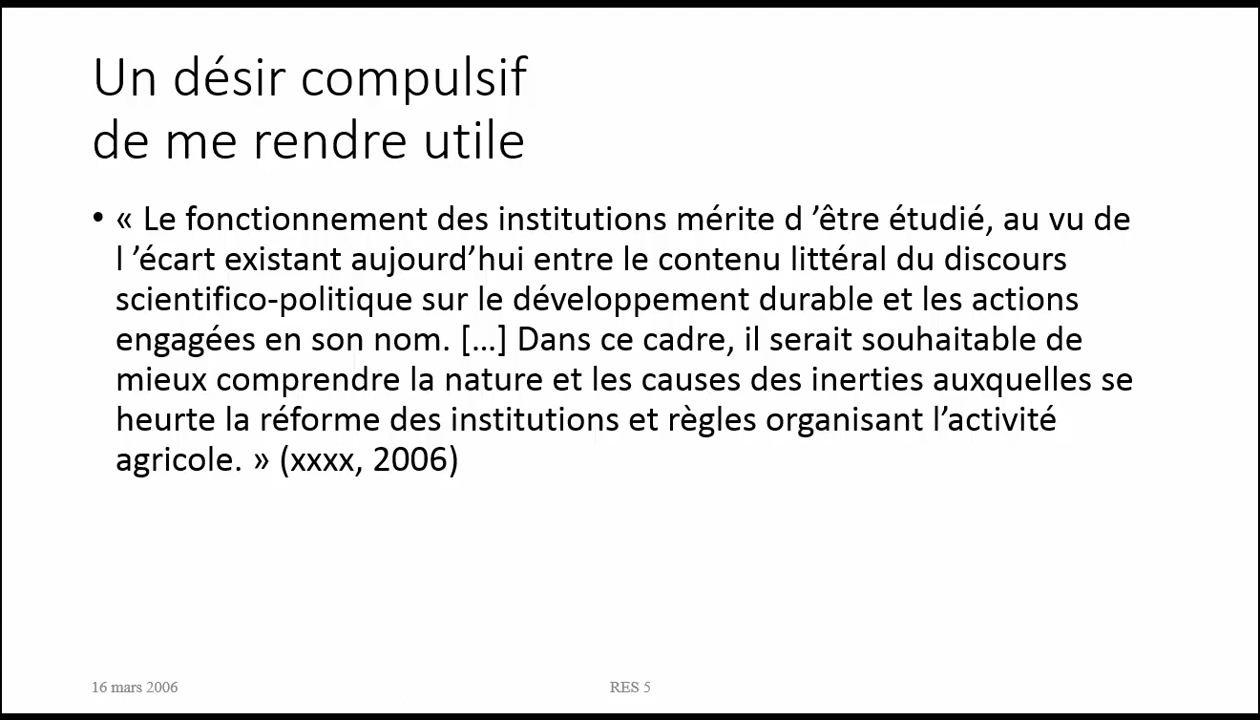 Un désir compulsif
de me rendre utile
• « Le fonctionnement des institutions mérite d ’être étudié, au vu de
l ’écart existant aujourd’hui entre le contenu littéral du discours
scientifico-politique sur le développement durable et les actions
engagées en son nom. [...] Dans ce cadre, il serait souhaitable de
mieux comprendre la nature et les causes des inerties auxquelles se
heurte la réforme des institutions et règles organisant l’activité
agricole. » (xxxx, 2006)
16 mars 2006
RES 5